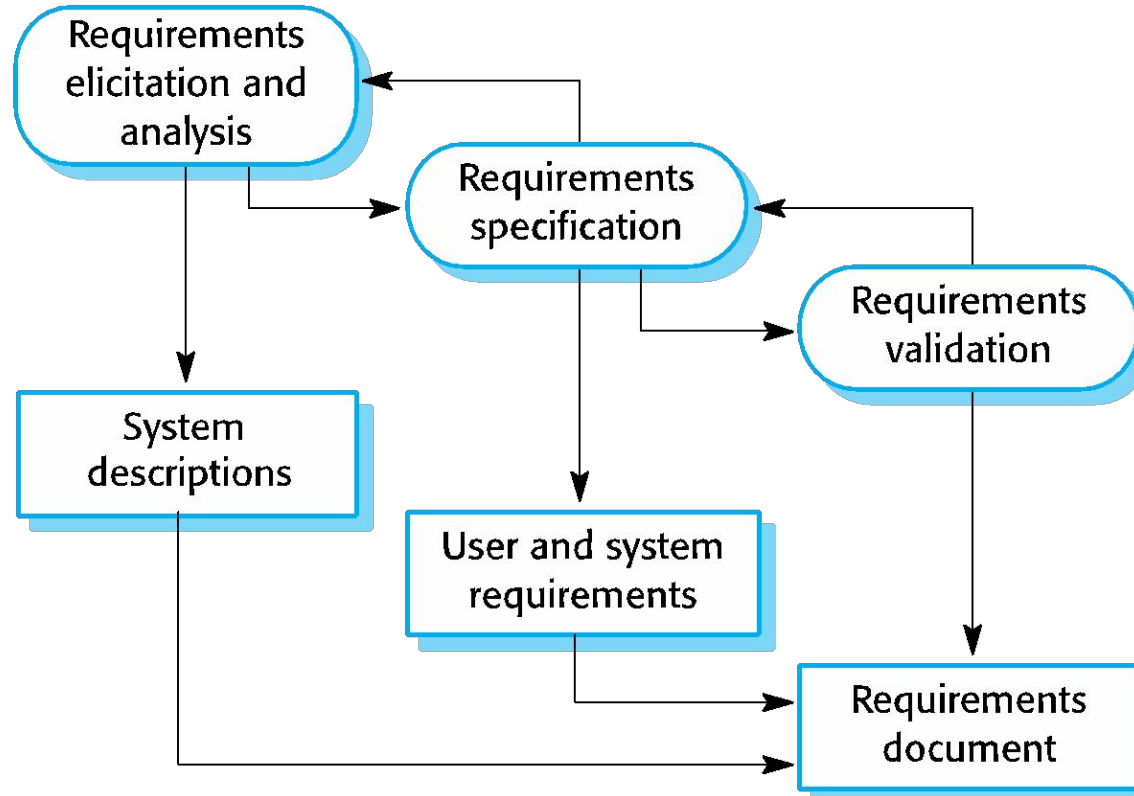 Requirements
elicitation and
analysis
Requirements
specification
Requirements
validation
System
descriptions
User and system
requirements
Requirements
document